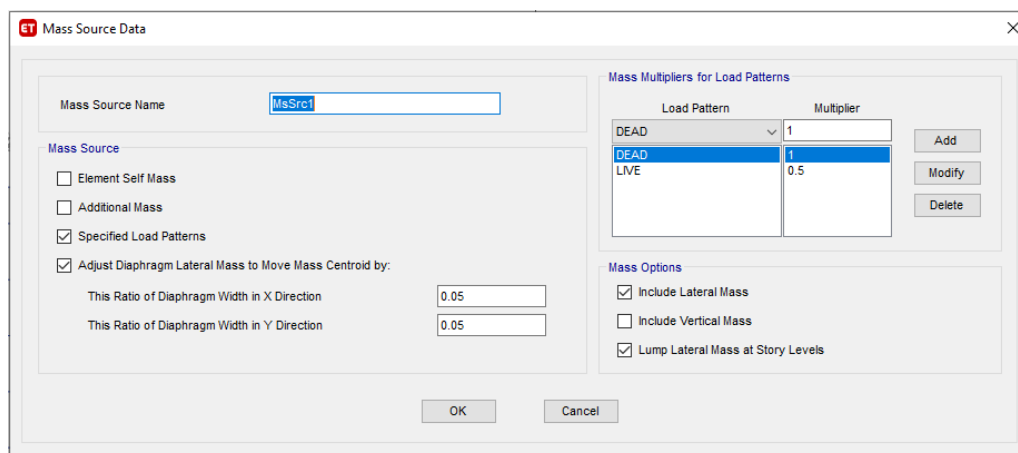 ET Mass Source Data
Mass Source Name MsSrc1
Mass Source
Element Self Mass
Additional Mass
Specified Load Patterns
Adjust Diaphragm Lateral Mass to Move Mass Centroid by:
This Ratio of Diaphragm Width in X Direction 0.05
This Ratio of Diaphragm Width in Y Direction 0.05
Mass Multipliers for Load Patterns
Load Pattern Multiplier
DEAD 1
DEAD 1
LIVE 0.5
Add
Modify
Delete
Mass Options
Include Lateral Mass
Include Vertical Mass
Lump Lateral Mass at Story Levels
OK Cancel